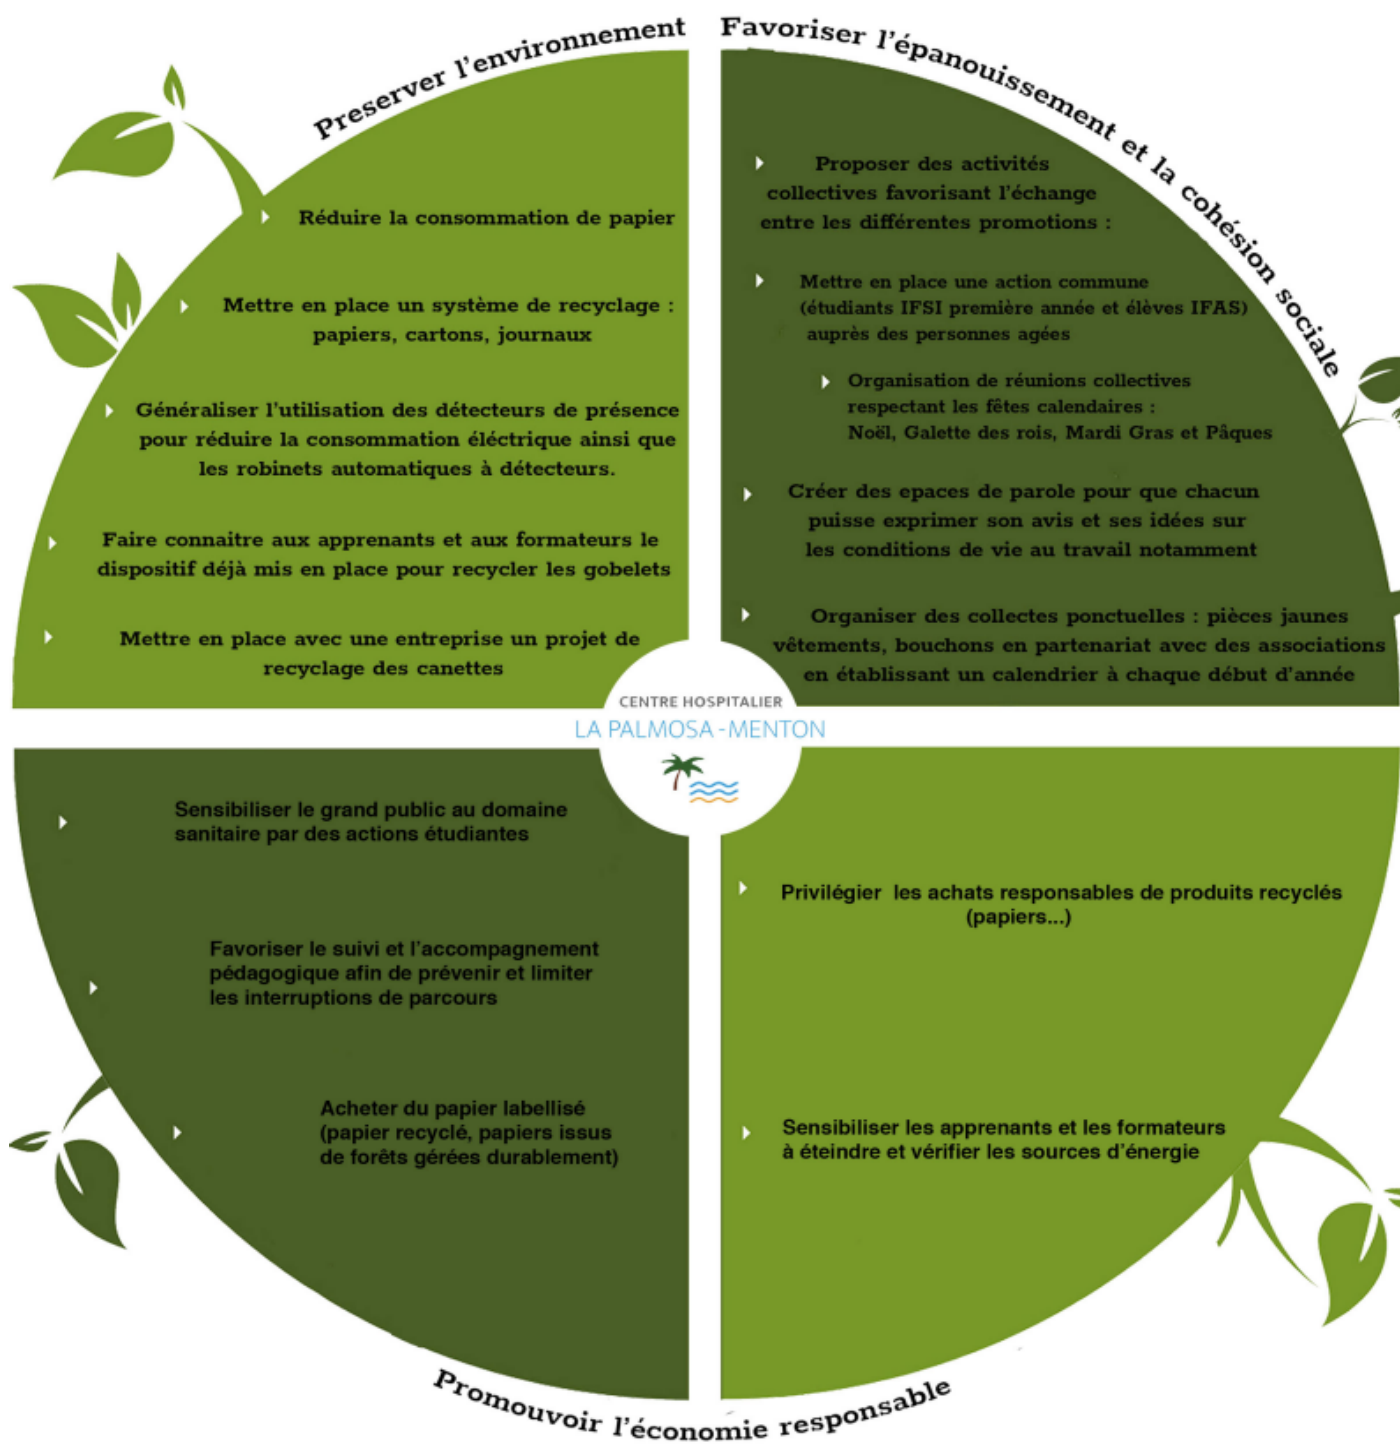 Preserver l'environnement
Réduire la consommation de papier
Mettre en place un système de recyclage :
papiers, cartons, journaux
Généraliser l'utilisation des détecteurs de présence
pour réduire la consommation éléctrique ainsi que
les robinets automatiques à détecteurs.
Faire connaitre aux apprenants et aux formateurs le
dispositif déjà mis en place pour recycler les gobelets
Mettre en place avec une entreprise un projet de
recyclage des canettes
Favoriser l'épanouissement et la cohésion sociale
Proposer des activités
collectives favorisant l'échange
entre les différentes promotions :
Mettre en place une action commune
(étudiants IFSI première année et élèves IFAS)
auprès des personnes agées
Organisation de réunions collectives
respectant les fêtes calendaires :
Noël, Galette des rois, Mardi Gras et Pâques
Créer des epaces de parole pour que chacun
puisse exprimer son avis et ses idées sur
les conditions de vie au travail notamment
Organiser des collectes ponctuelles : pièces jaunes
vêtements, bouchons en partenariat avec des associations
en établissant un calendrier à chaque début d'année
CENTRE HOSPITALIER
LA PALMOSA-MENTON
Sensibiliser le grand public au domaine
sanitaire par des actions étudiantes
Favoriser le suivi et l'accompagnement
pédagogique afin de prévenir et limiter
les interruptions de parcours
Acheter du papier labellisé
(papier recyclé, papiers issus
de forêts gérées durablement)
Privilégier les achats responsables de produits recyclés
(papiers...)
Sensibiliser les apprenants et les formateurs
à éteindre et vérifier les sources d'énergie
Promouvoir l'économie responsable